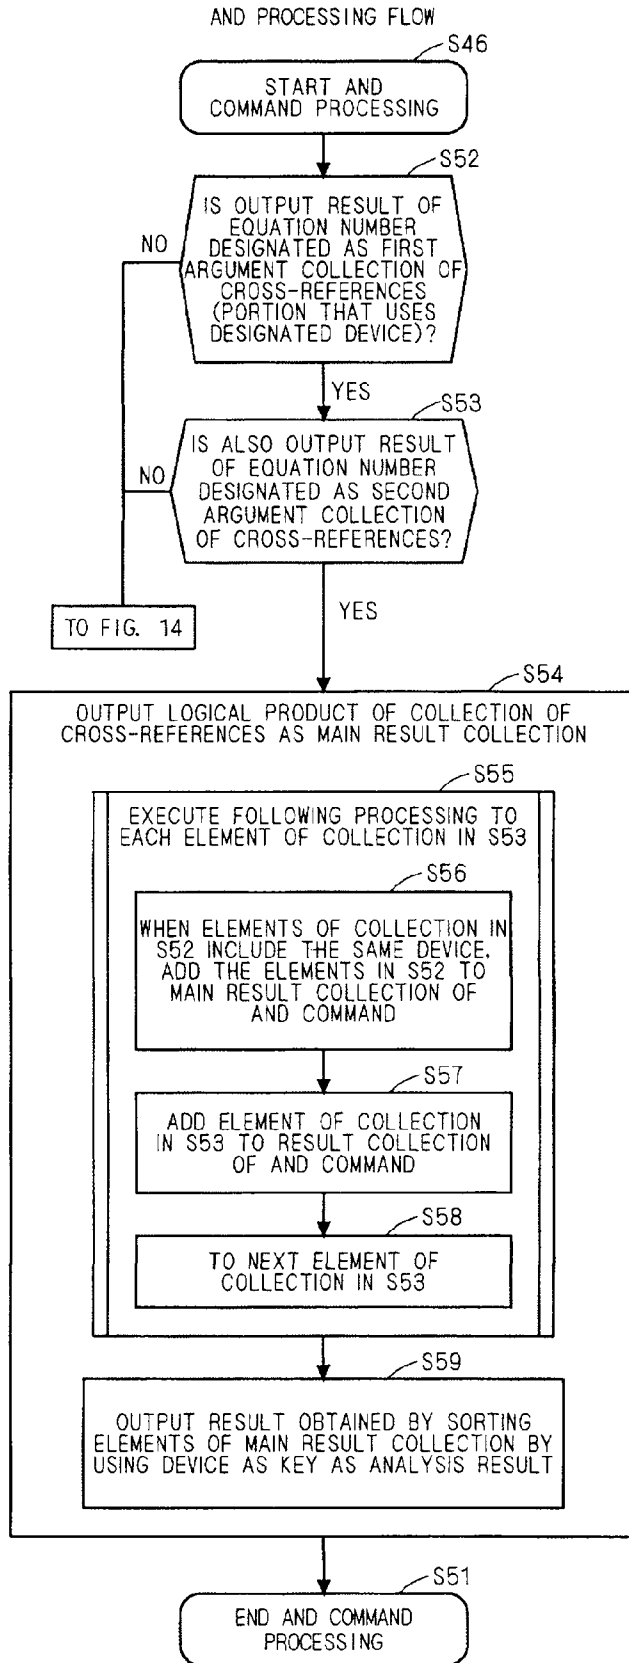 AND PROCESSING FLOW
S46
START AND
COMMAND PROCESSING
S52
IS OUTPUT RESULT OF
EQUATION NUMBER
DESIGNATED AS FIRST
ARGUMENT COLLECTION OF
CROSS-REFERENCES
(PORTION THAT USES
DESIGNATED DEVICE)?
NO
YES
S53
IS ALSO OUTPUT RESULT
OF EQUATION NUMBER
DESIGNATED AS SECOND
ARGUMENT COLLECTION
OF CROSS-REFERENCES?
NO
YES
TO FIG. 14
S54
OUTPUT LOGICAL PRODUCT OF COLLECTION OF
CROSS-REFERENCES AS MAIN RESULT COLLECTION
S55
EXECUTE FOLLOWING PROCESSING TO
EACH ELEMENT OF COLLECTION IN S53
S56
WHEN ELEMENTS OF COLLECTION IN
S52 INCLUDE THE SAME DEVICE,
ADD THE ELEMENTS IN S52 TO
MAIN RESULT COLLECTION OF
AND COMMAND
S57
ADD ELEMENT OF COLLECTION
IN S53 TO RESULT COLLECTION
OF AND COMMAND
S58
TO NEXT ELEMENT OF
COLLECTION IN S53
S59
OUTPUT RESULT OBTAINED BY SORTING
ELEMENTS OF MAIN RESULT COLLECTION BY
USING DEVICE AS KEY AS ANALYSIS RESULT
S51
END AND COMMAND
PROCESSING